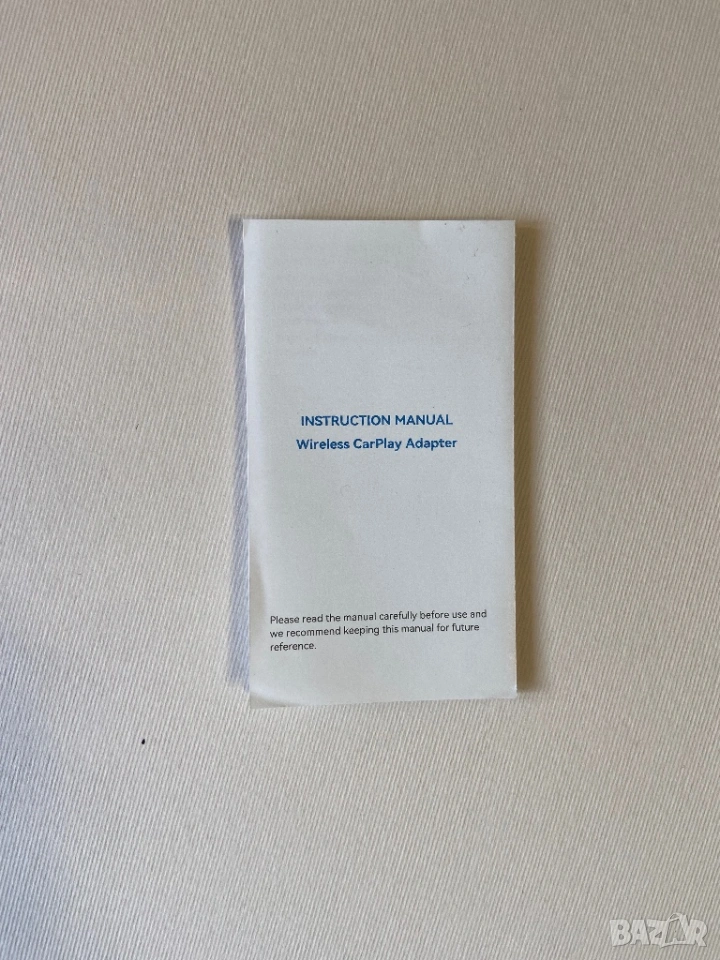 INSTRUCTION MANUAL
Wireless CarPlay Adapter
Please read the manual carefully before use and
we recommend keeping this manual for future
reference.
BAZAR